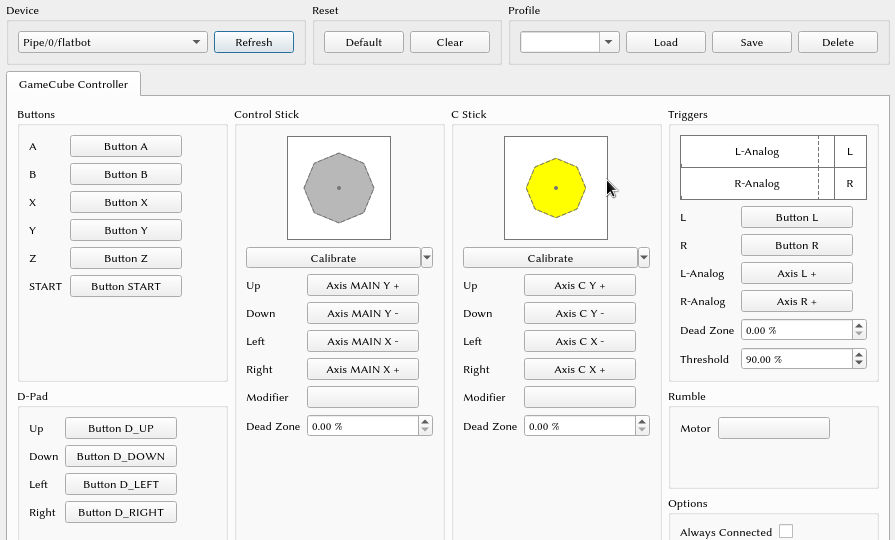 Device
Pipe/0/flatbot
Refresh
Reset
Default
Clear
Profile
Load
Save
Delete
GameCube Controller
Buttons
A Button A
B Button B
X Button X
Y Button Y
Z Button Z
START Button START
D-Pad
Up Button D_UP
Down Button D_DOWN
Left Button D_LEFT
Right Button D_RIGHT
Control Stick
Calibrate
Up Axis MAIN Y +
Down Axis MAIN Y -
Left Axis MAIN X -
Right Axis MAIN X +
Modifier
Dead Zone 0.00 %
C Stick
Calibrate
Up Axis C Y +
Down Axis C Y -
Left Axis C X -
Right Axis C X +
Modifier
Dead Zone 0.00 %
Triggers
L-Analog L
R-Analog R
L Button L
R Button R
L-Analog Axis L +
R-Analog Axis R +
Dead Zone 0.00 %
Threshold 90.00 %
Rumble
Motor
Options
Always Connected